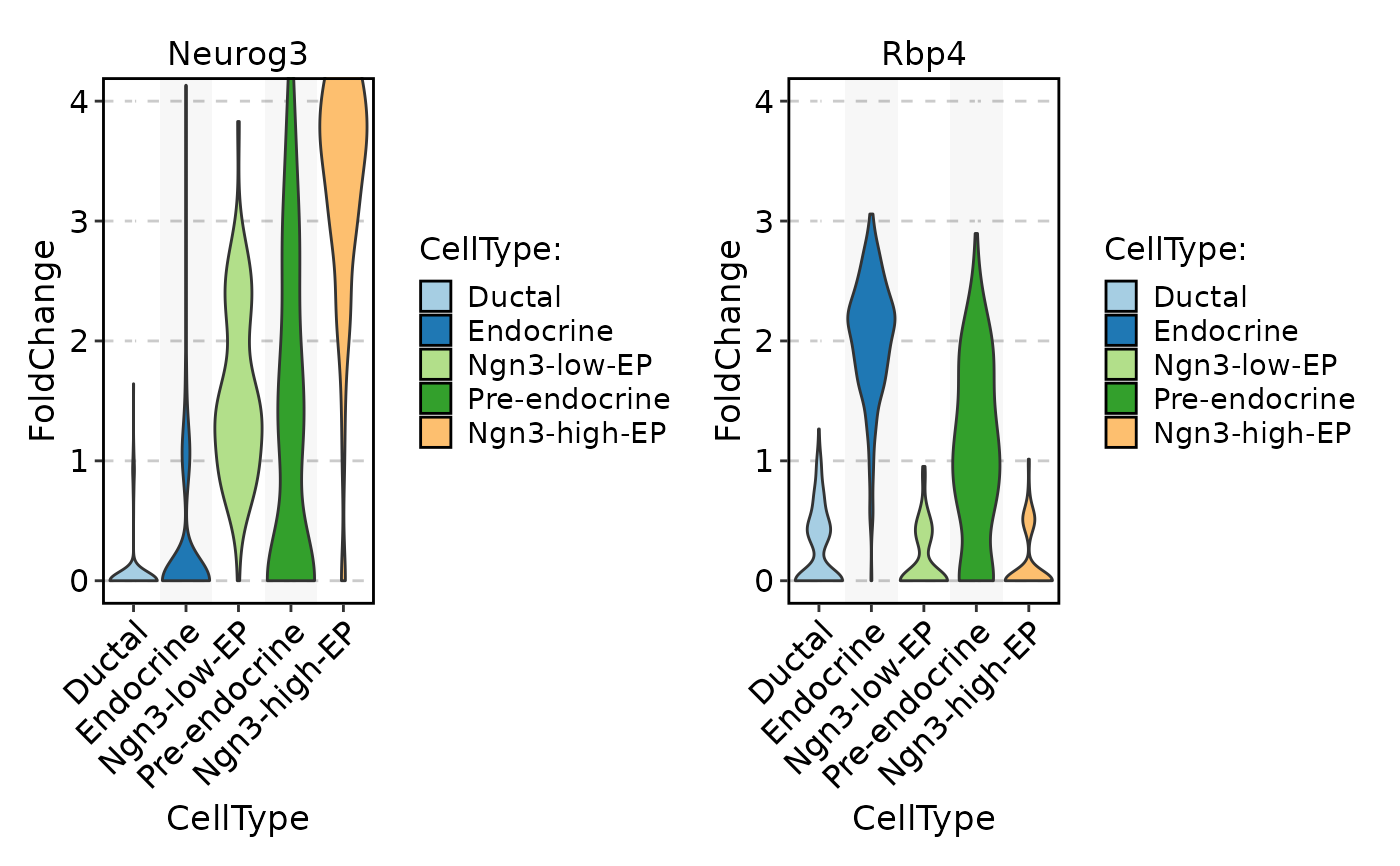 Neurog3
4
3
2
1
0
FoldChange
Ductal
Endocrine
Ngn3-low-EP
Pre-endocrine
Ngn3-high-EP
CellType
CellType:
Ductal
Endocrine
Ngn3-low-EP
Pre-endocrine
Ngn3-high-EP
Rbp4
4
3
2
1
0
FoldChange
Ductal
Endocrine
Ngn3-low-EP
Pre-endocrine
Ngn3-high-EP
CellType
CellType:
Ductal
Endocrine
Ngn3-low-EP
Pre-endocrine
Ngn3-high-EP